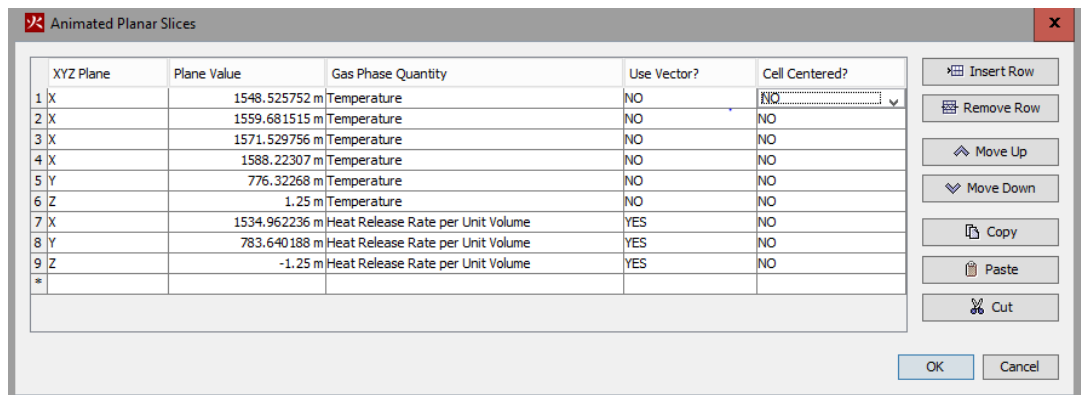 Animated Planar Slices
x
XYZ Plane Plane Value Gas Phase Quantity Use Vector? Cell Centered?
1 X 1548.525752 m Temperature NO NO
2 X 1559.681515 m Temperature NO NO
3 X 1571.529756 m Temperature NO NO
4 X 1588.22307 m Temperature NO NO
5 Y 776.32268 m Temperature NO NO
6 Z 1.25 m Temperature NO NO
7 X 1534.962236 m Heat Release Rate per Unit Volume YES NO
8 Y 783.640188 m Heat Release Rate per Unit Volume YES NO
9 Z -1.25 m Heat Release Rate per Unit Volume YES NO
*
Insert Row
Remove Row
Move Up
Move Down
Copy
Paste
Cut
OK Cancel